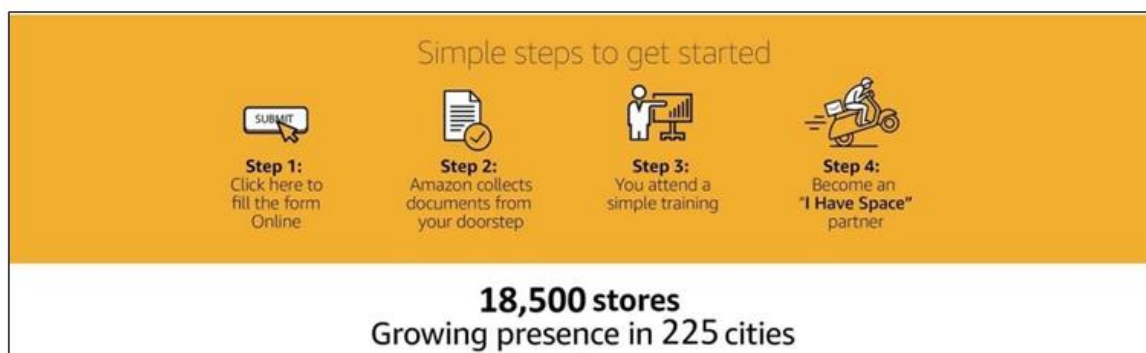 Simple steps to get started
SUBMIT
Step 1:
Click here to
fill the form
Online
Step 2:
Amazon collects
documents from
your doorstep
Step 3:
You attend a
simple training
Step 4:
Become an
"I Have Space"
partner
18,500 stores
Growing presence in 225 cities